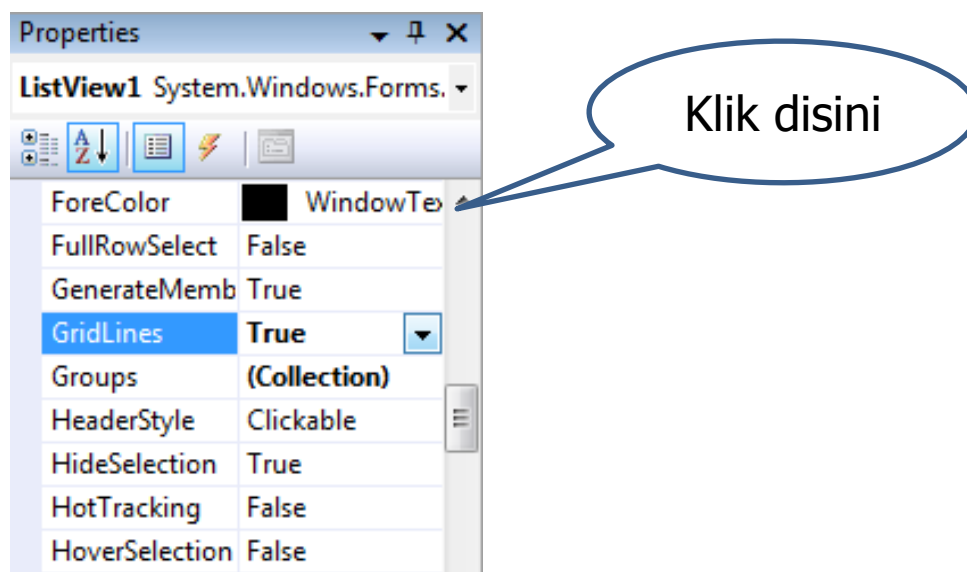 Properties
ListView1 System.Windows.Forms.
Klik disini
ForeColor WindowTex
FullRowSelect False
GenerateMemb True
GridLines True
Groups (Collection)
HeaderStyle Clickable
HideSelection True
HotTracking False
HoverSelection False